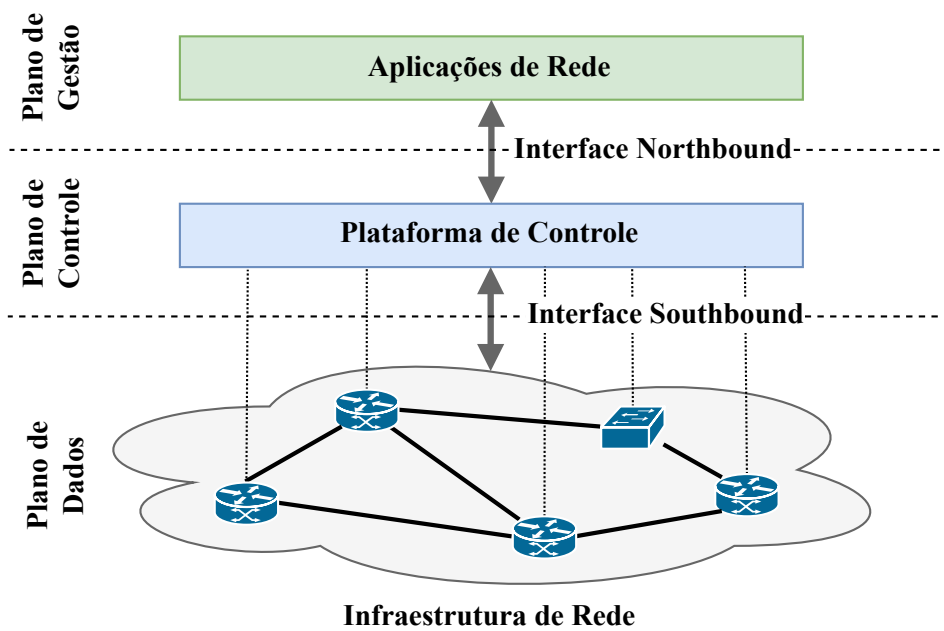 Plano de
Gestão
Aplicações de Rede
Interface Northbound
Plano de
Controle
Plataforma de Controle
Interface Southbound
Plano de
Dados
Infraestrutura de Rede